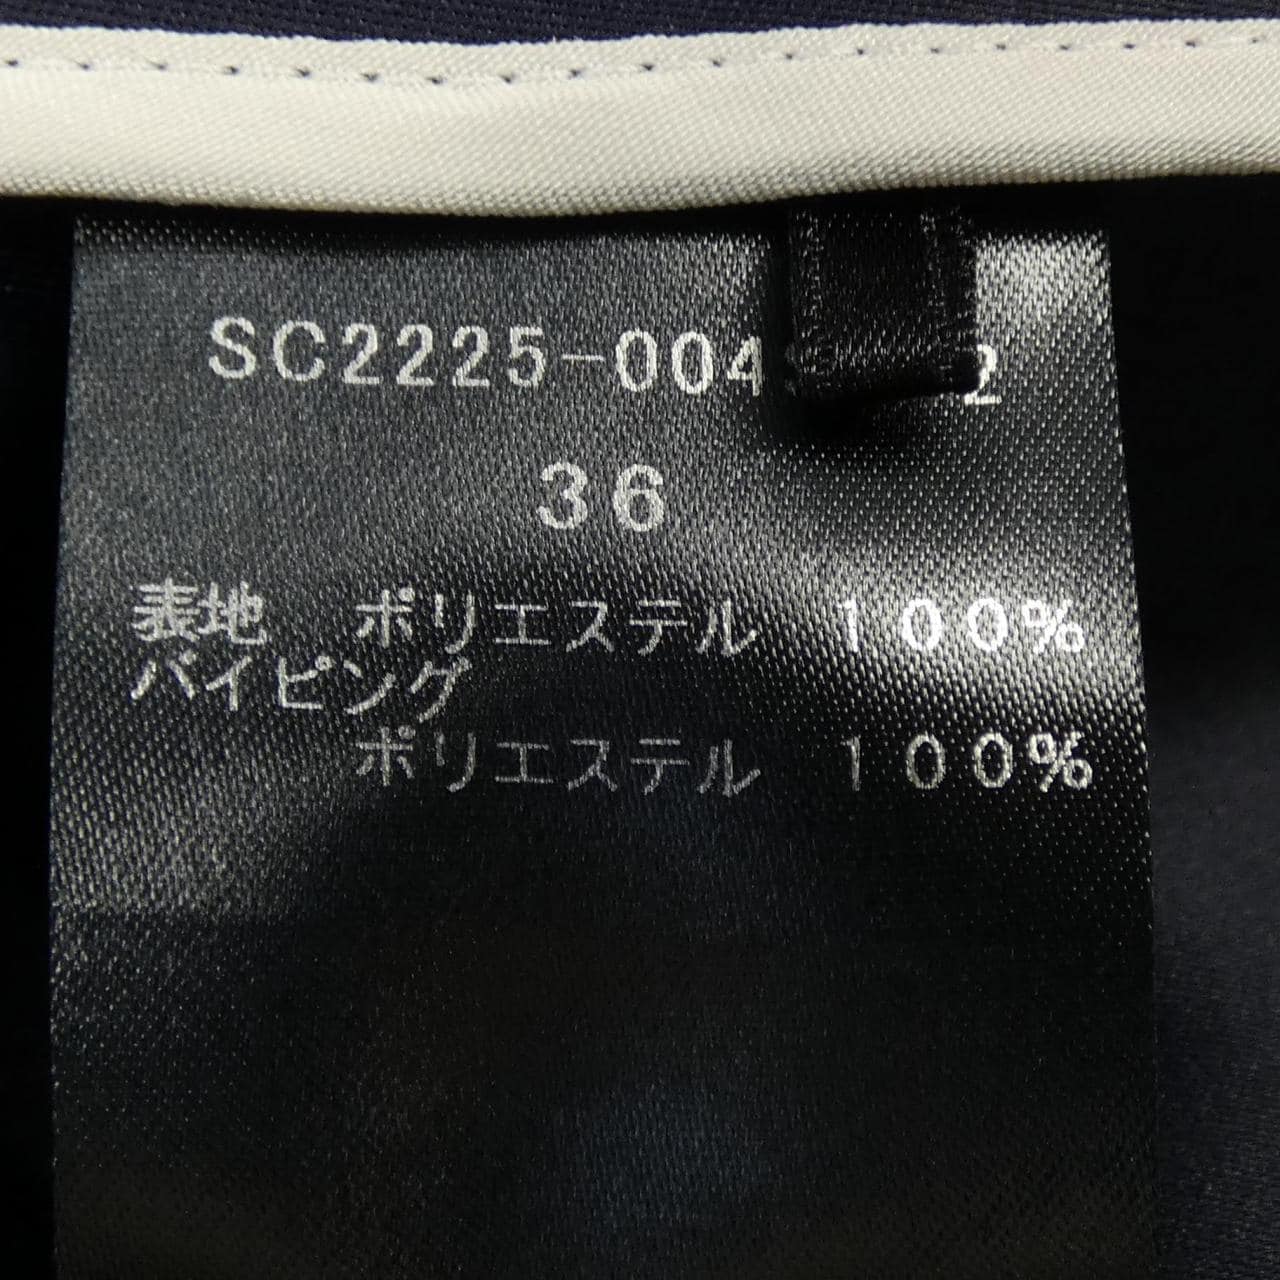 SC2225-004 2
36
表地 ポリエステル 100%
パイピング
ポリエステル 100%